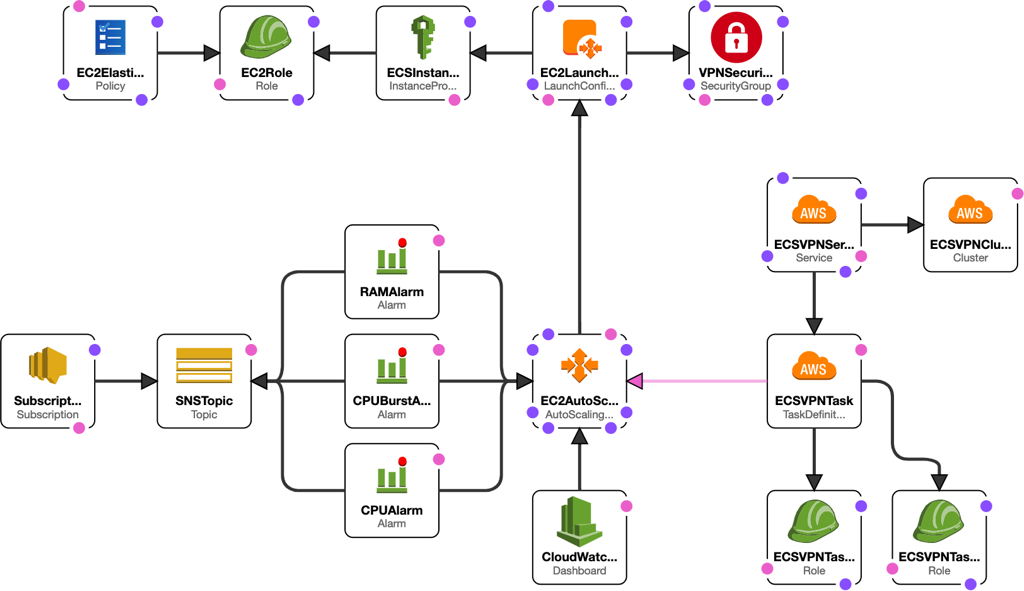 EC2Elasti...
Policy
EC2Role
Role
ECSInstan...
InstancePro...
EC2Launch...
LaunchConfi...
VPNSecuri...
SecurityGroup
AWS
ECSVPNSer...
Service
AWS
ECSVPNClu...
Cluster
RAMAlarm
Alarm
Subscript...
Subscription
SNSTopic
Topic
CPUBurstA...
Alarm
EC2AutoSc...
AutoScaling...
AWS
ECSVPNTask
TaskDefinit...
CPUAlarm
Alarm
CloudWatc...
Dashboard
ECSVPNTas...
Role
ECSVPNTas...
Role